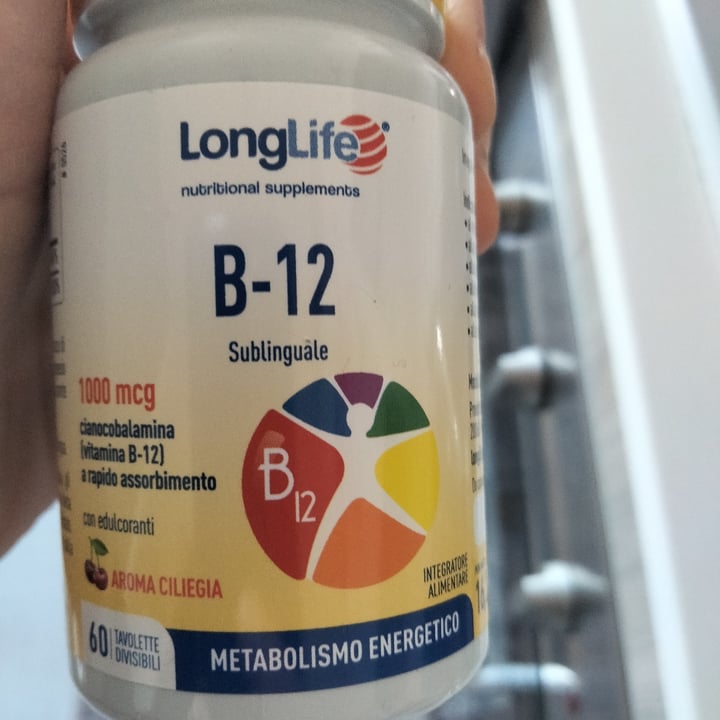 LongLife®
nutritional supplements
B-12
Sublinguale
1000 mcg
cianocobalamina
(vitamina B-12)
a rapido assorbimento
con edulcoranti
AROMA CILIEGIA
B12
INTEGRATORE
ALIMENTARE
60 TAVOLETTE
DIVISIBILI
METABOLISMO ENERGETICO